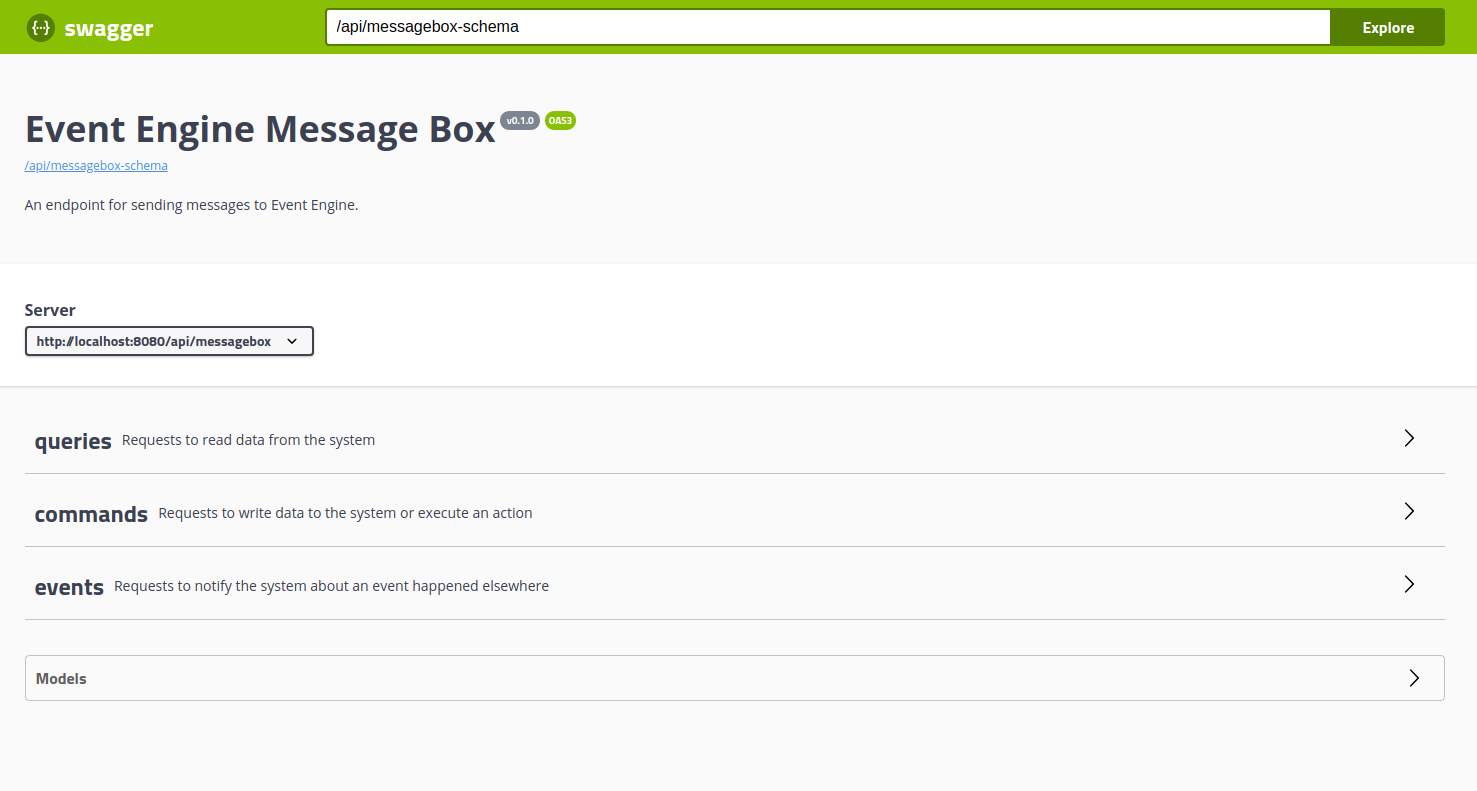 {···} swagger /api/messagebox-schema Explore
Event Engine Message Box v0.1.0 OAS3
/api/messagebox-schema
An endpoint for sending messages to Event Engine.
Server
http://localhost:8080/api/messagebox
queries Requests to read data from the system
commands Requests to write data to the system or execute an action
events Requests to notify the system about an event happened elsewhere
Models